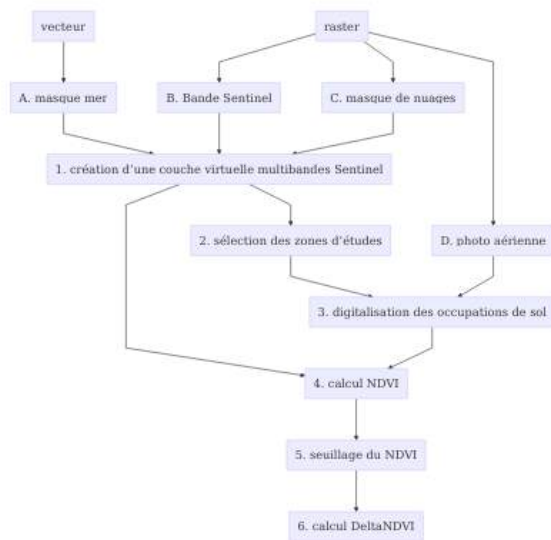 vecteur
raster
A. masque mer
B. Bande Sentinel
C. masque de nuages
1. création d'une couche virtuelle multibandes Sentinel
2. sélection des zones d'études
D. photo aérienne
3. digitalisation des occupations de sol
4. calcul NDVI
5. seuillage du NDVI
6. calcul DeltaNDVI